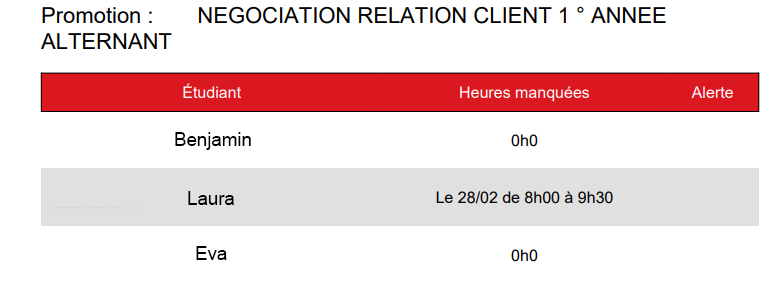 Promotion : NEGOCIATION RELATION CLIENT 1 ° ANNEE
ALTERNANT
Étudiant Heures manquées Alerte
Benjamin 0h0
Laura Le 28/02 de 8h00 à 9h30
Eva 0h0